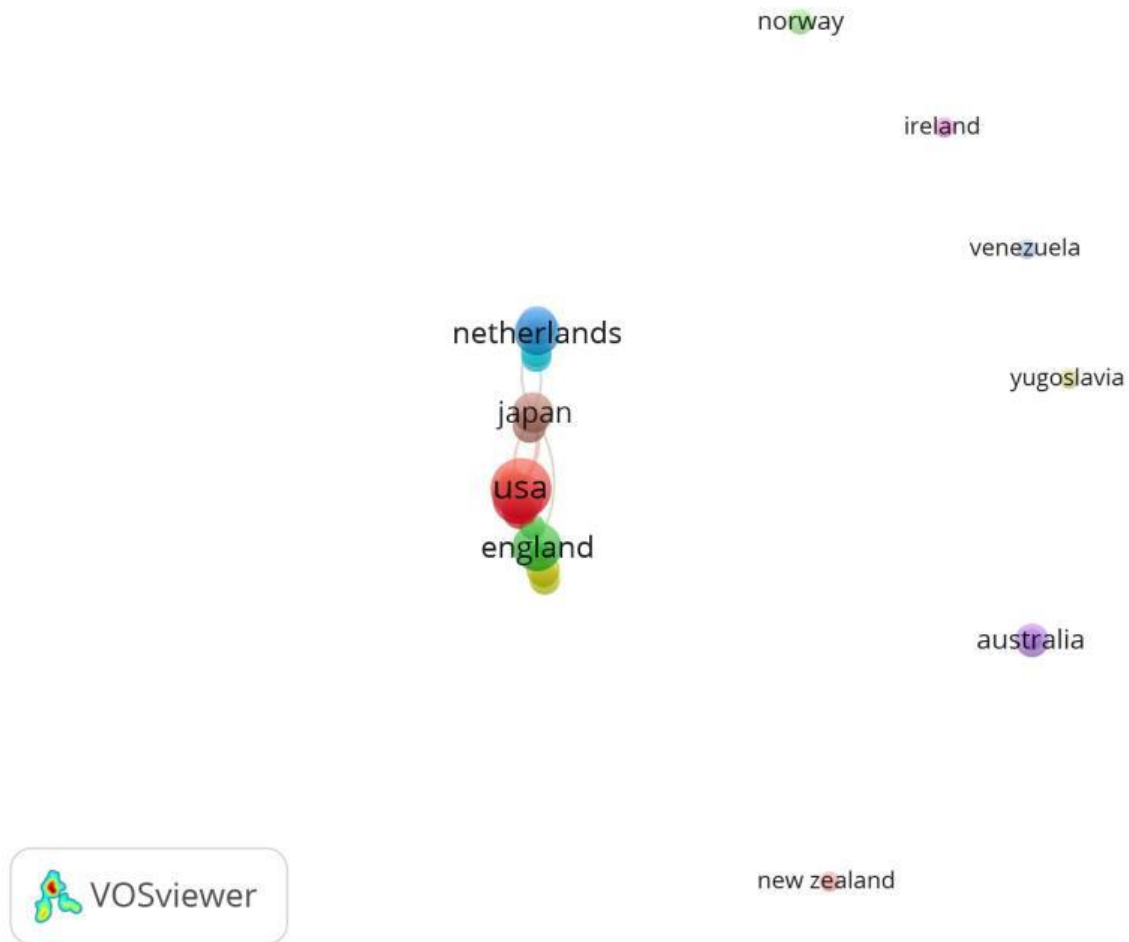 norway
ireland
venezuela
netherlands
yugoslavia
japan
usa
england
australia
new zealand
VOSviewer